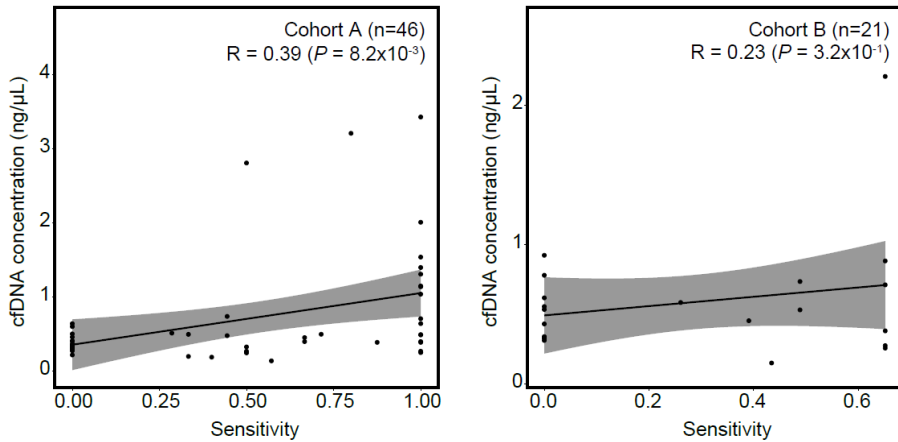 Cohort A (n=46)
R = 0.39 (P = 8.2x10⁻³)
cfDNA concentration (ng/µL)
4
3
2
1
0
0.00 0.25 0.50 0.75 1.00
Sensitivity
Cohort B (n=21)
R = 0.23 (P = 3.2x10⁻¹)
cfDNA concentration (ng/µL)
2
1
0
0.0 0.2 0.4 0.6
Sensitivity